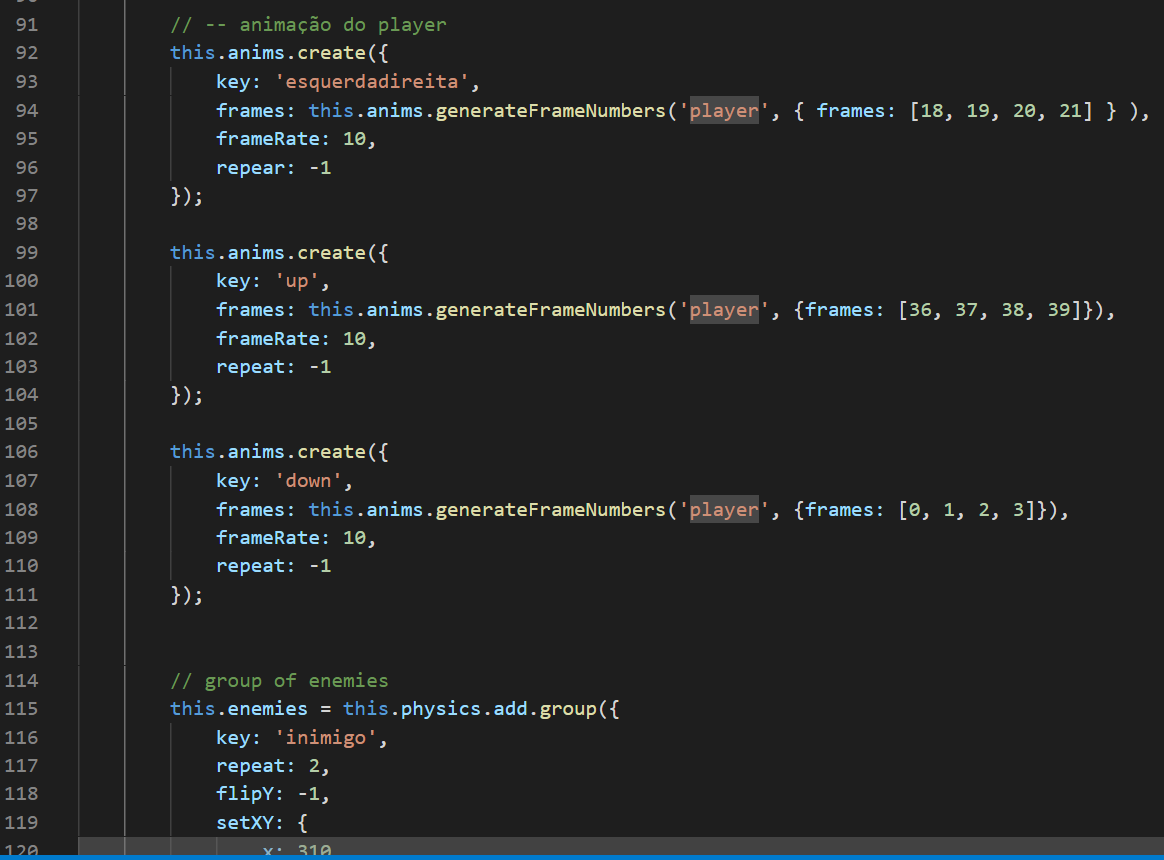 91 // -- animação do player
92 this.anims.create({
93 key: 'esquerdadireita',
94 frames: this.anims.generateFrameNumbers('player', { frames: [18, 19, 20, 21] } ),
95 frameRate: 10,
96 repear: -1
97 });
98
99 this.anims.create({
100 key: 'up',
101 frames: this.anims.generateFrameNumbers('player', {frames: [36, 37, 38, 39]}),
102 frameRate: 10,
103 repeat: -1
104 });
105
106 this.anims.create({
107 key: 'down',
108 frames: this.anims.generateFrameNumbers('player', {frames: [0, 1, 2, 3]}),
109 frameRate: 10,
110 repeat: -1
111 });
112
113
114 // group of enemies
115 this.enemies = this.physics.add.group({
116 key: 'inimigo',
117 repeat: 2,
118 flipY: -1,
119 setXY: {
120 x: 310